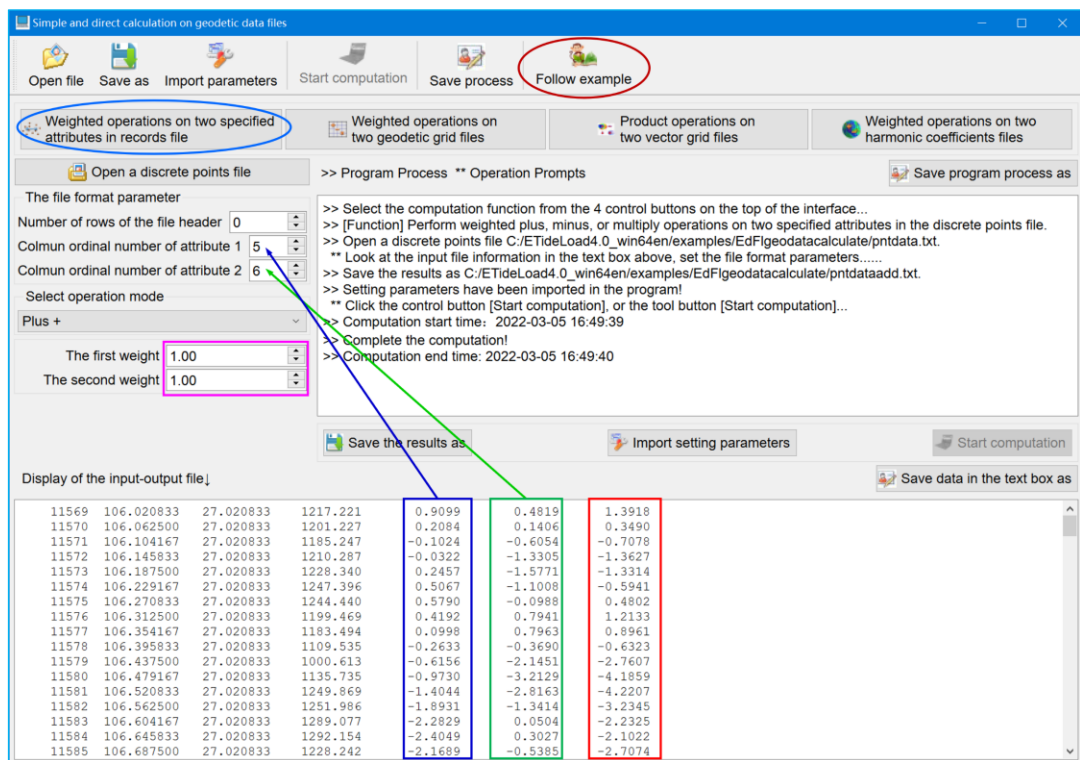 Simple and direct calculation on geodetic data files
Open file Save as Import parameters Start computation Save process Follow example
Weighted operations on two specified
attributes in records file
Weighted operations on
two geodetic grid files
Product operations on
two vector grid files
Weighted operations on two
harmonic coefficients files
Open a discrete points file
>> Program Process ** Operation Prompts
Save program process as
The file format parameter
Number of rows of the file header 0
Colmun ordinal number of attribute 1 5
Colmun ordinal number of attribute 2 6
Select operation mode
Plus +
The first weight 1.00
The second weight 1.00
>> Select the computation function from the 4 control buttons on the top of the interface...
>> [Function] Perform weighted plus, minus, or multiply operations on two specified attributes in the discrete points file.
>> Open a discrete points file C:/ETideLoad4.0_win64en/examples/EdFlgeodatacalculate/pntdata.txt.
** Look at the input file information in the text box above, set the file format parameters......
>> Save the results as C:/ETideLoad4.0_win64en/examples/EdFlgeodatacalculate/pntdataadd.txt.
>> Setting parameters have been imported in the program!
** Click the control button [Start computation], or the tool button [Start computation]...
>> Computation start time: 2022-03-05 16:49:39
>> Complete the computation!
>> Computation end time: 2022-03-05 16:49:40
Save the results as Import setting parameters Start computation
Display of the input-output file↓
Save data in the text box as
11569 106.020833 27.020833 1217.221 0.9099 0.4819 1.3918
11570 106.062500 27.020833 1201.227 0.2084 0.1406 0.3490
11571 106.104167 27.020833 1185.247 -0.1024 -0.6054 -0.7078
11572 106.145833 27.020833 1210.287 -0.0322 -1.3305 -1.3627
11573 106.187500 27.020833 1228.340 0.2457 -1.5771 -1.3314
11574 106.229167 27.020833 1247.396 0.5067 -1.1008 -0.5941
11575 106.270833 27.020833 1244.440 0.5790 -0.0988 0.4802
11576 106.312500 27.020833 1199.469 0.4192 0.7941 1.2133
11577 106.354167 27.020833 1183.494 0.0998 0.7963 0.8961
11578 106.395833 27.020833 1109.535 -0.2633 -0.3690 -0.6323
11579 106.437500 27.020833 1000.613 -0.6156 -2.1451 -2.7607
11580 106.479167 27.020833 1135.735 -0.9730 -3.2129 -4.1859
11581 106.520833 27.020833 1249.869 -1.4044 -2.8163 -4.2207
11582 106.562500 27.020833 1251.986 -1.8931 -1.3414 -3.2345
11583 106.604167 27.020833 1289.077 -2.2829 0.0504 -2.2325
11584 106.645833 27.020833 1292.154 -2.4049 0.3027 -2.1022
11585 106.687500 27.020833 1228.242 -2.1689 -0.5385 -2.7074